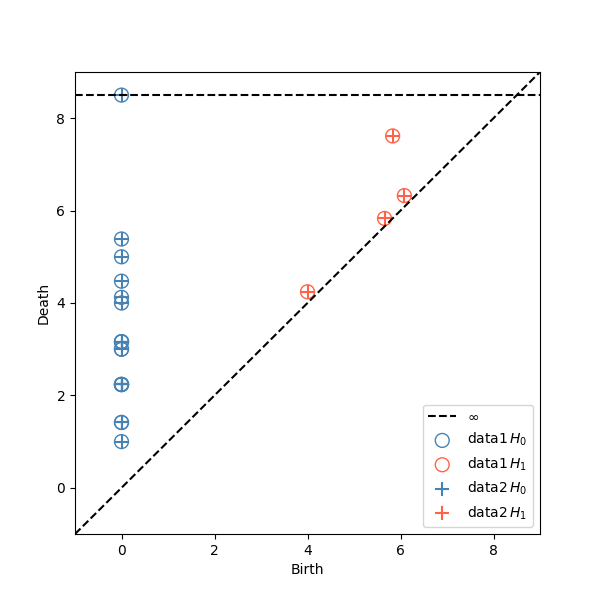 8
6
4
2
0
Death
0 2 4 6 8
Birth
∞
data1 H₀
data1 H₁
data2 H₀
data2 H₁